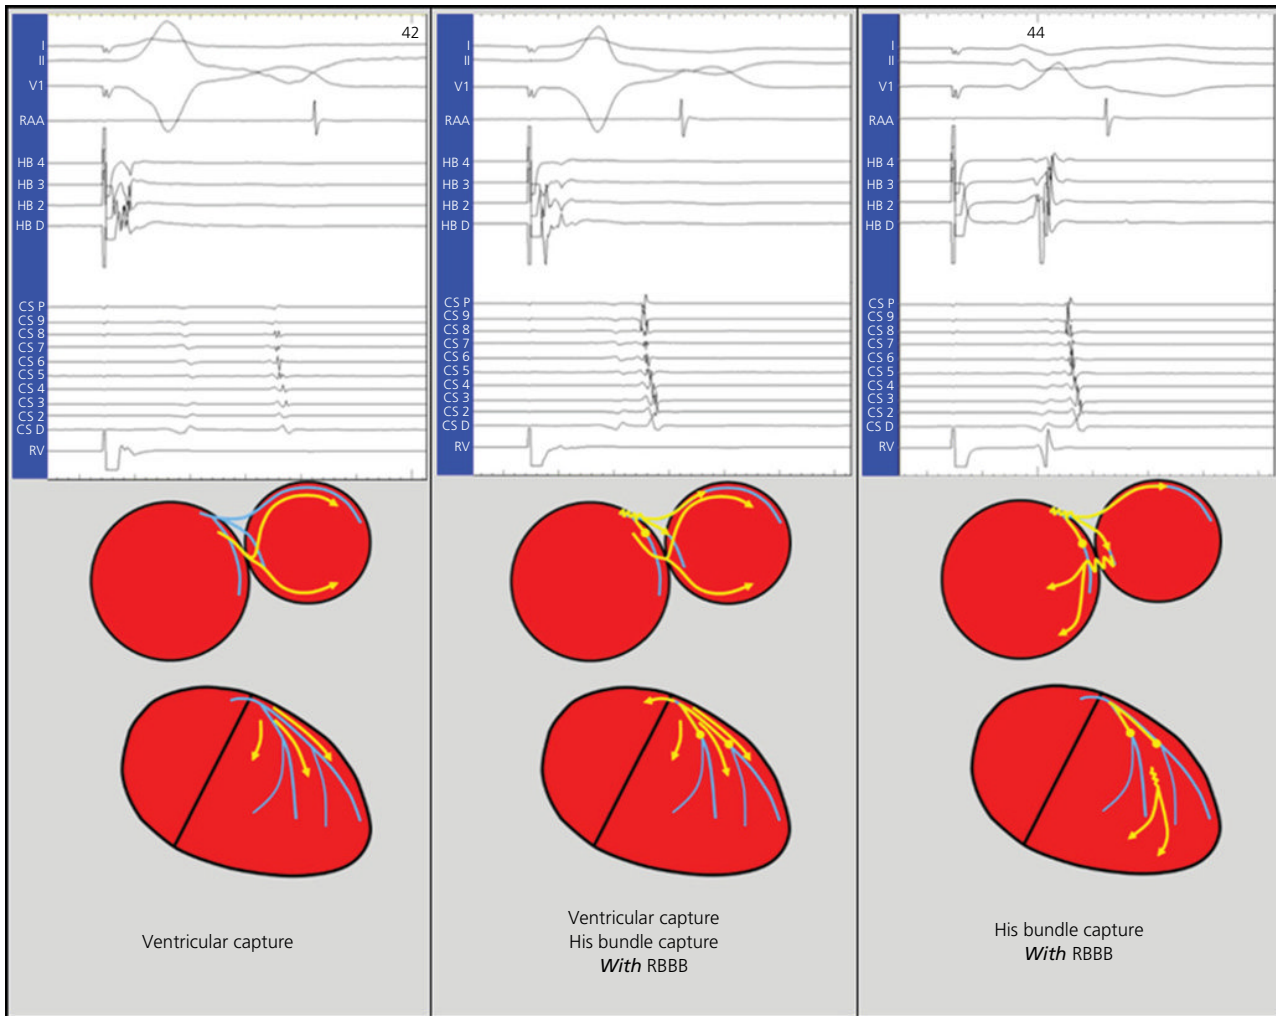 42
I
II
V1
RAA
HB 4
HB 3
HB 2
HB D
CS P
CS 9
CS 8
CS 7
CS 6
CS 5
CS 4
CS 3
CS 2
CS D
RV
Ventricular capture
I
II
V1
RAA
HB 4
HB 3
HB 2
HB D
CS P
CS 9
CS 8
CS 7
CS 6
CS 5
CS 4
CS 3
CS 2
CS D
RV
Ventricular capture
His bundle capture
With RBBB
44
I
II
V1
RAA
HB 4
HB 3
HB 2
HB D
CS P
CS 9
CS 8
CS 7
CS 6
CS 5
CS 4
CS 3
CS 2
CS D
RV
His bundle capture
With RBBB